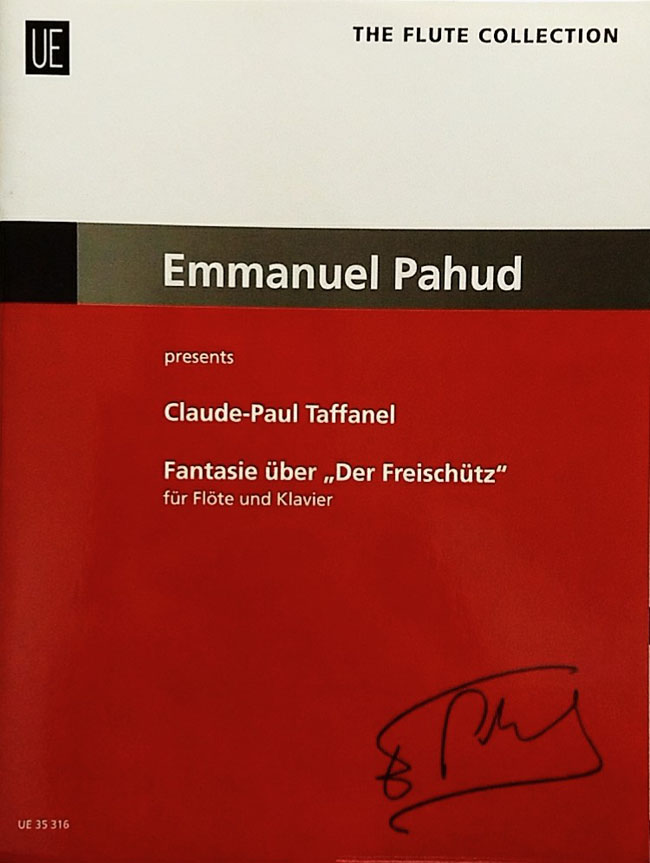 UE
THE FLUTE COLLECTION
Emmanuel Pahud
presents
Claude-Paul Taffanel
Fantasie über „Der Freischütz“
für Flöte und Klavier
UE 35 316